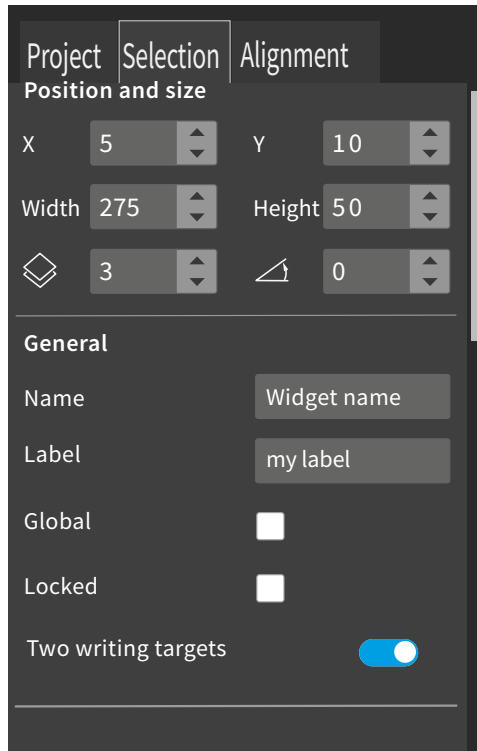 Project Selection Alignment
Position and size
X 5 Y 10
Width 275 Height 50
3 0
General
Name Widget name
Label my label
Global
Locked
Two writing targets